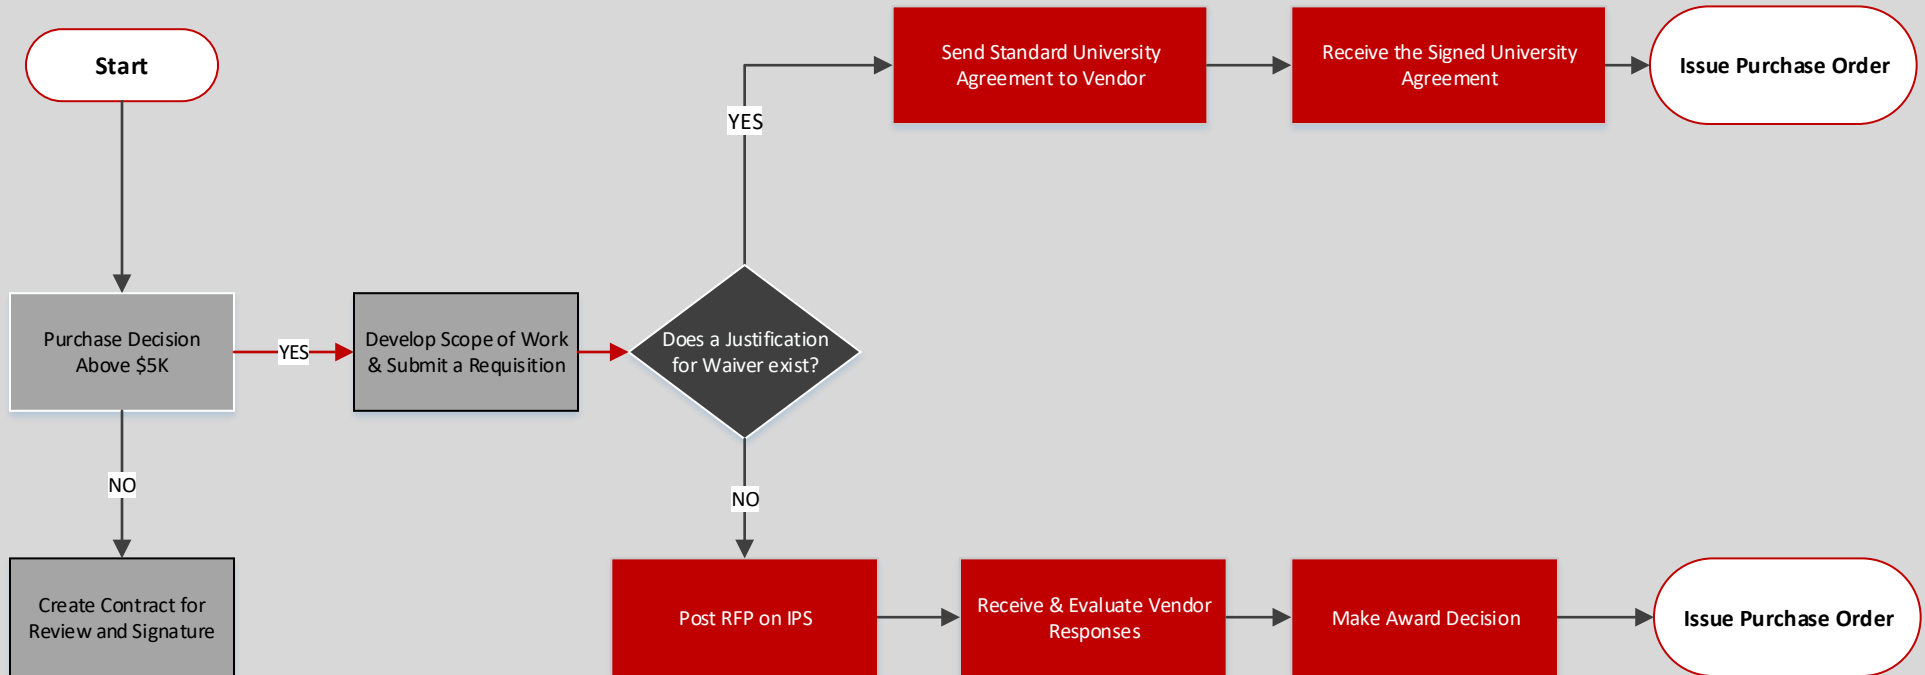 Start
Send Standard University
Agreement to Vendor
Receive the Signed University
Agreement
Issue Purchase Order
YES
Purchase Decision
Above $5K
YES
Develop Scope of Work
& Submit a Requisition
Does a Justification
for Waiver exist?
NO
NO
Create Contract for
Review and Signature
Post RFP on IPS
Receive & Evaluate Vendor
Responses
Make Award Decision
Issue Purchase Order